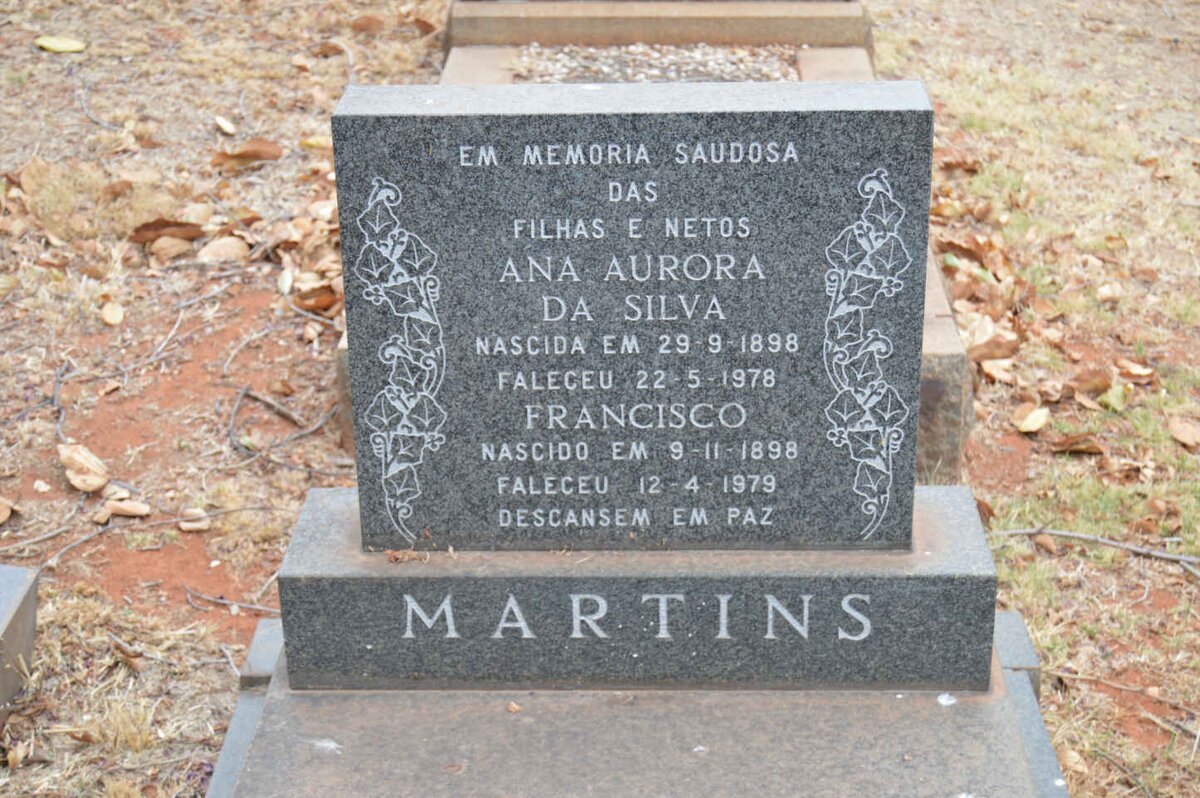 EM MEMORIA SAUDOSA
DAS
FILHAS E NETOS
ANA AURORA
DA SILVA
NASCIDA EM 29-9-1898
FALECEU 22-5-1978
FRANCISCO
NASCIDO EM 9-11-1898
FALECEU 12-4-1979
DESCANSEM EM PAZ
MARTINS